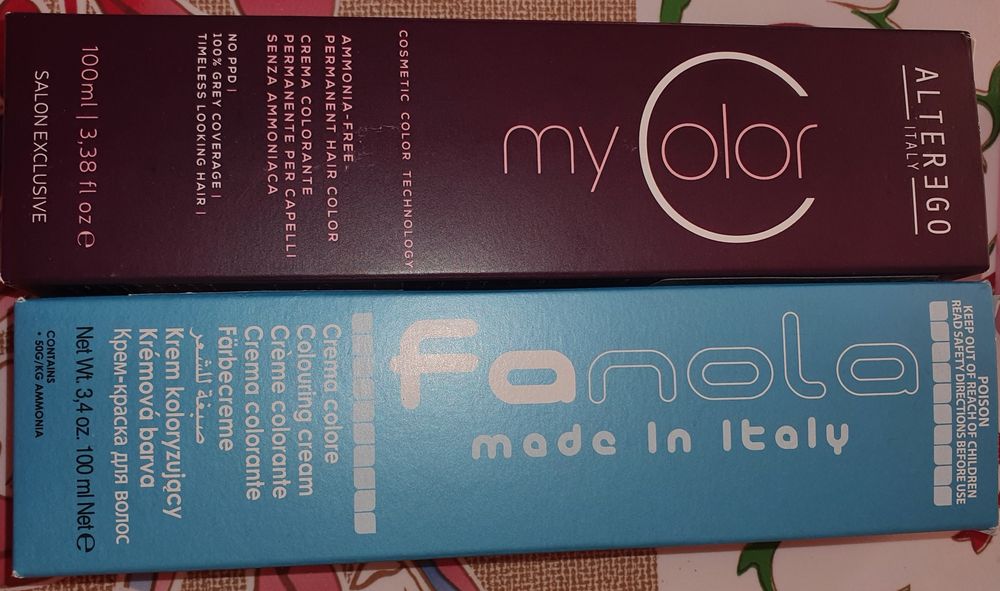 ALTEREGO
ITALY
my Color
COSMETIC COLOR TECHNOLOGY
AMMONIA-FREE
PERMANENT HAIR COLOR
CREMA COLORANTE
PERMANENTE PER CAPELLI
SENZA AMMONIACA
NO PPD |
100% GREY COVERAGE |
TIMELESS LOOKING HAIR |
100ml | 3,38 fl oz e
SALON EXCLUSIVE
POISON
KEEP OUT OF REACH OF CHILDREN
READ SAFETY DIRECTIONS BEFORE USE
fanola
made in Italy
Crema colore
Colouring cream
Crème colorante
Crema colorante
Färbecreme
صبغة للشعر
Krem koloryzujący
Krémová barva
Крем-краска для волос
Net Wt. 3,4 oz. 100 ml Net e
CONTAINS
• 50G/KG AMMONIA